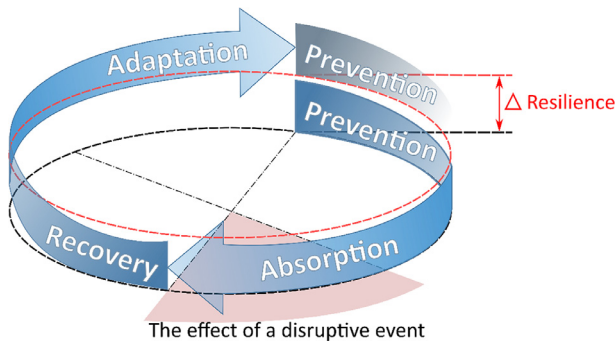 Adaptation
Prevention
△ Resilience
Prevention
Recovery
Absorption
The effect of a disruptive event